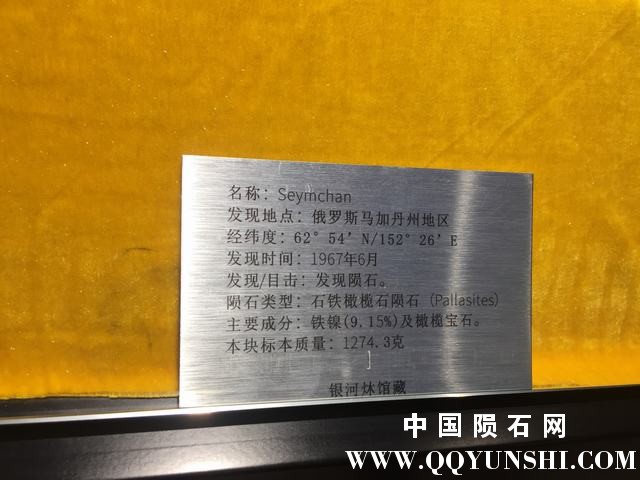 名称：Seymchan
发现地点：俄罗斯马加丹州地区
经纬度：62°54′N/152°26′E
发现时间：1967年6月
发现/目击：发现陨石。
陨石类型：石铁橄榄石陨石（Pallasites）
主要成分：铁镍(9.15%)及橄榄宝石。
本块标本质量：1274.3克
银河炑馆藏
中国陨石网
WWW.QQYUNSHI.COM